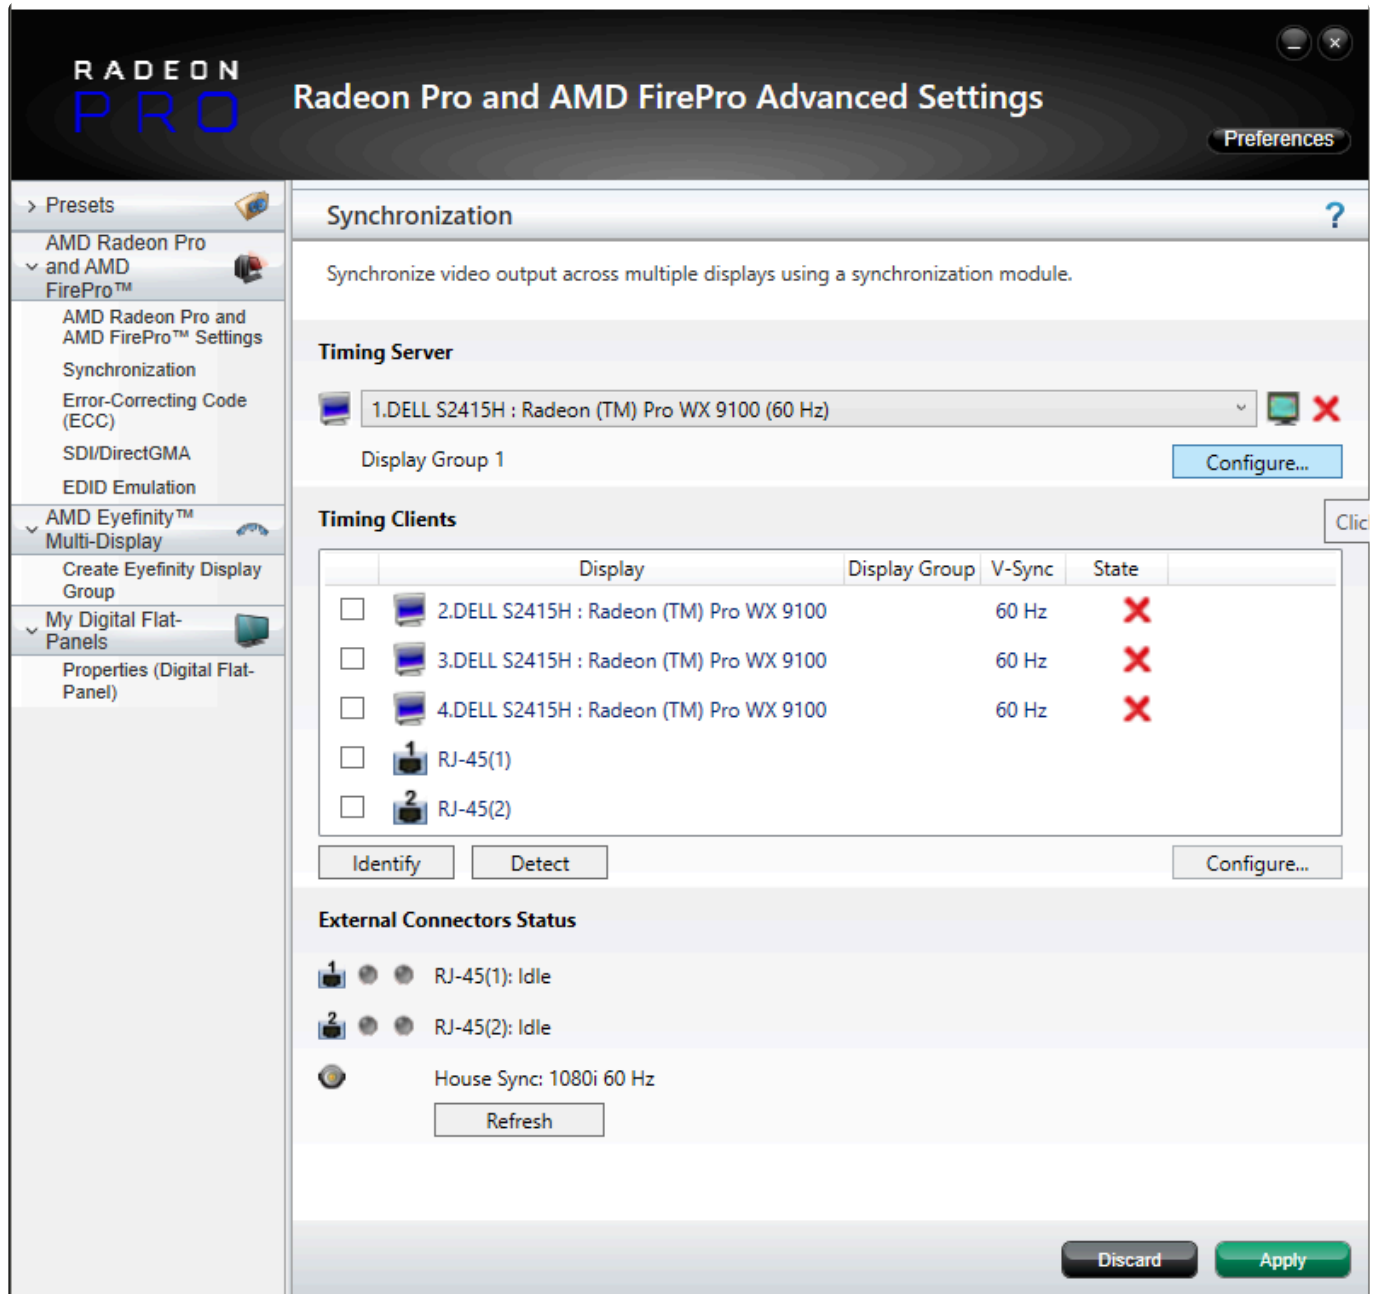 RADEON
PRO
Radeon Pro and AMD FirePro Advanced Settings
Preferences
Presets
AMD Radeon Pro
and AMD
FirePro™
AMD Radeon Pro and
AMD FirePro™ Settings
Synchronization
Error-Correcting Code
(ECC)
SDI/DirectGMA
EDID Emulation
AMD Eyefinity™
Multi-Display
Create Eyefinity Display
Group
My Digital Flat-
Panels
Properties (Digital Flat-
Panel)
Synchronization ?
Synchronize video output across multiple displays using a synchronization module.
Timing Server
1.DELL S2415H : Radeon (TM) Pro WX 9100 (60 Hz)
Display Group 1 Configure...
Timing Clients
Clic
Display Display Group V-Sync State
2.DELL S2415H : Radeon (TM) Pro WX 9100 60 Hz
3.DELL S2415H : Radeon (TM) Pro WX 9100 60 Hz
4.DELL S2415H : Radeon (TM) Pro WX 9100 60 Hz
1 RJ-45(1)
2 RJ-45(2)
Identify Detect Configure...
External Connectors Status
1 RJ-45(1): Idle
2 RJ-45(2): Idle
House Sync: 1080i 60 Hz
Refresh
Discard Apply